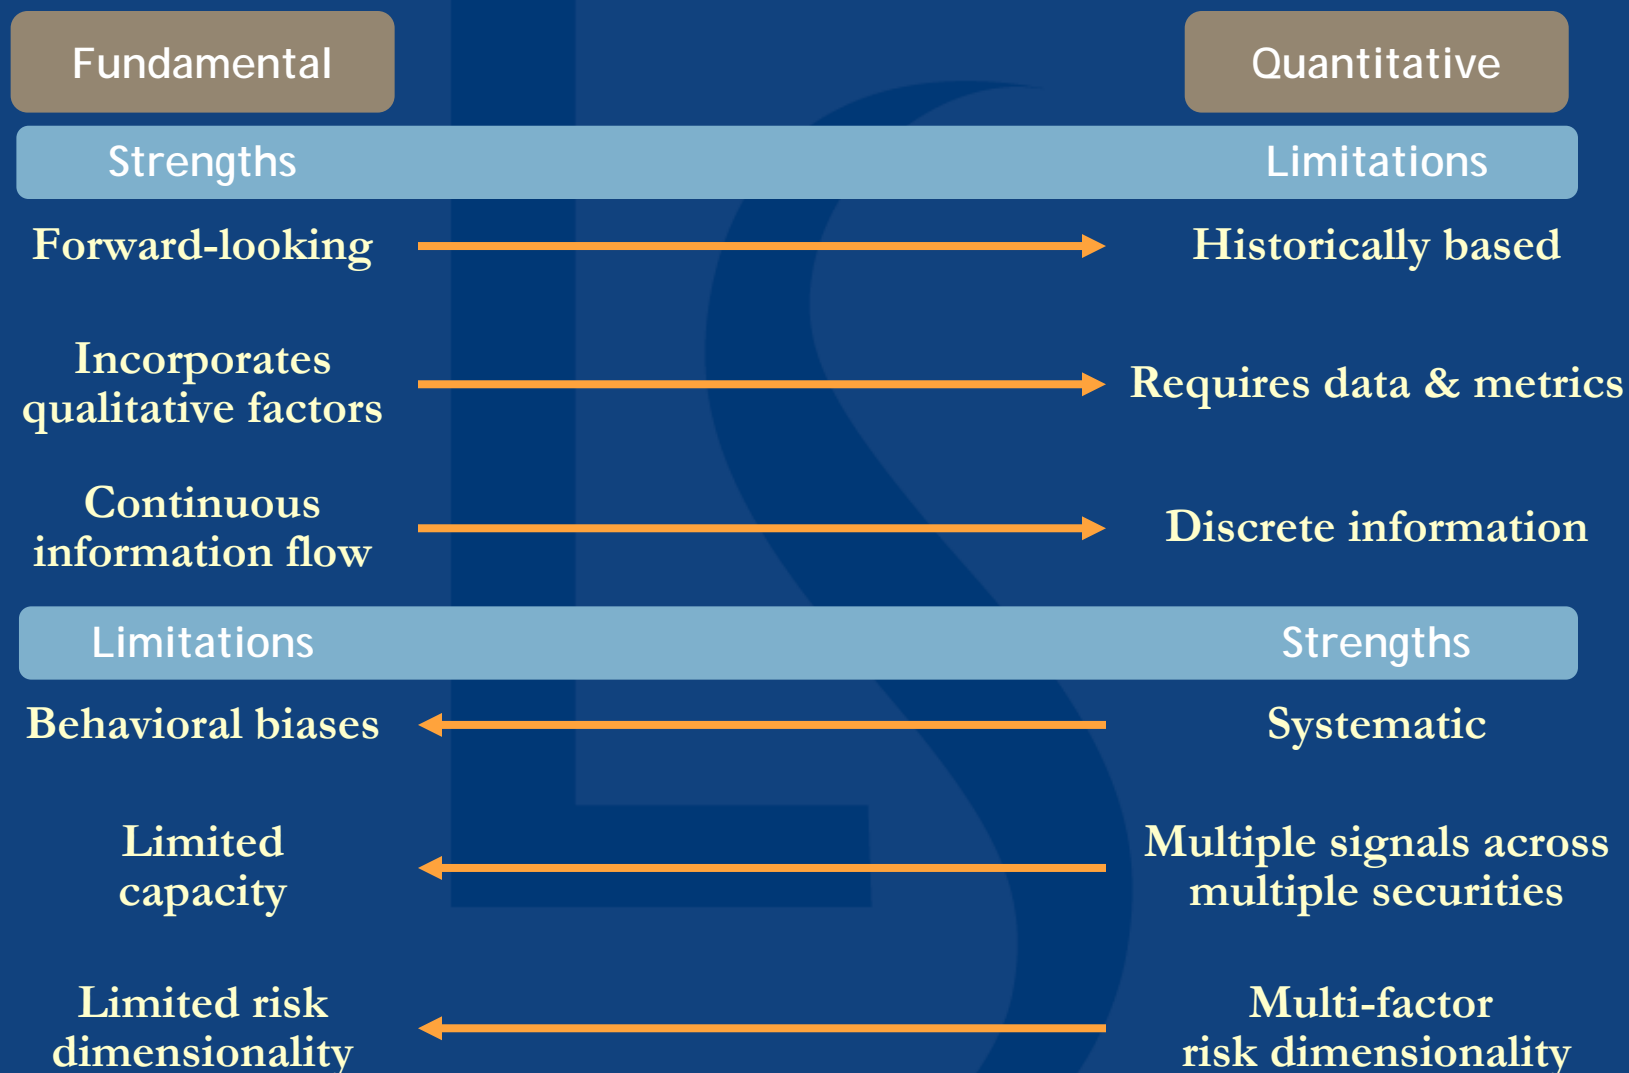 Fundamental
Quantitative
Strengths
Limitations
Forward-looking
Historically based
Incorporates
qualitative factors
Requires data & metrics
Continuous
information flow
Discrete information
Limitations
Strengths
Behavioral biases
Systematic
Limited
capacity
Multiple signals across
multiple securities
Limited risk
dimensionality
Multi-factor
risk dimensionality